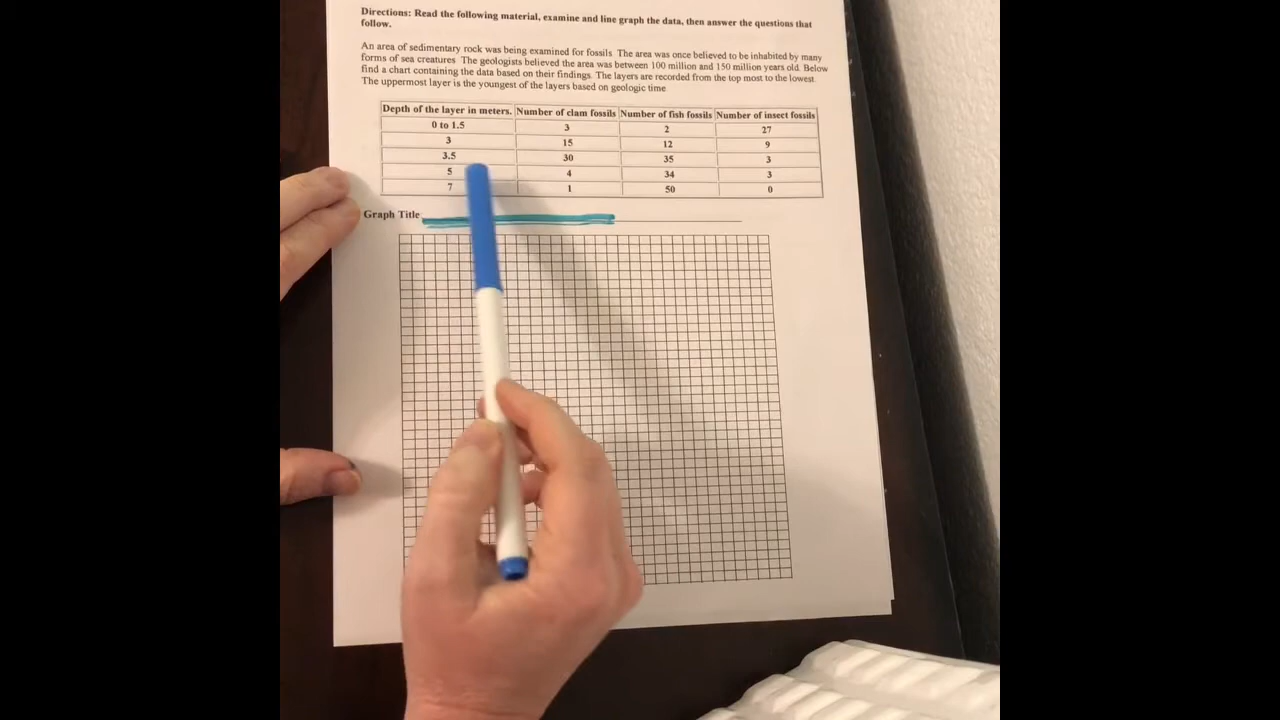 Directions: Read the following material, examine and line graph the data, then answer the questions that
follow.
An area of sedimentary rock was being examined for fossils. The area was once believed to be inhabited by many
forms of sea creatures. The geologists believed the area was between 100 million and 150 million years old. Below
find a chart containing the data based on their findings. The layers are recorded from the top most to the lowest.
The uppermost layer is the youngest of the layers based on geologic time
Depth of the layer in meters. Number of clam fossils Number of fish fossils Number of insect fossils
0 to 1.5 3 2 27
3 15 12 9
3.5 30 35 3
5 4 34 3
7 1 50 0
Graph Title